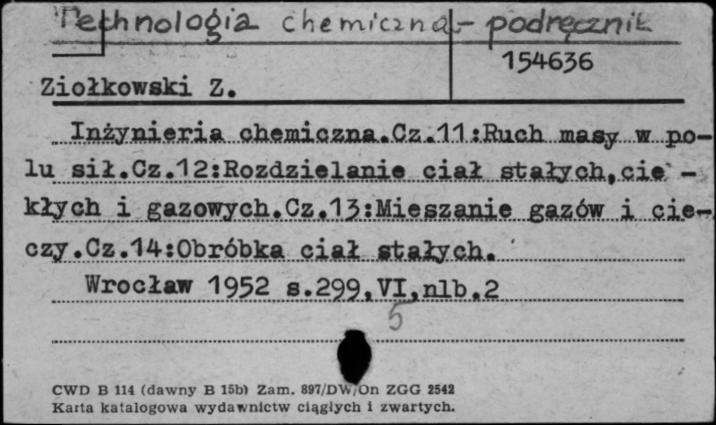 Technologia chemiczna - podręcznik
154636
Ziołkowski Z.
Inżynieria chemiczna.Cz.11:Ruch masy w po-
lu sił.Cz.12:Rozdzielanie ciał stałych,cie -
kłych i gazowych.Cz.13:Mieszanie gazów i cie-
czy.Cz.14:Obróbka ciał stałych.
Wrocław 1952 s.299,VI,nlb.2
5
CWD B 114 (dawny B 15b) Zam. 897/DW/On ZGG 2542
Karta katalogowa wydawnictw ciągłych i zwartych.